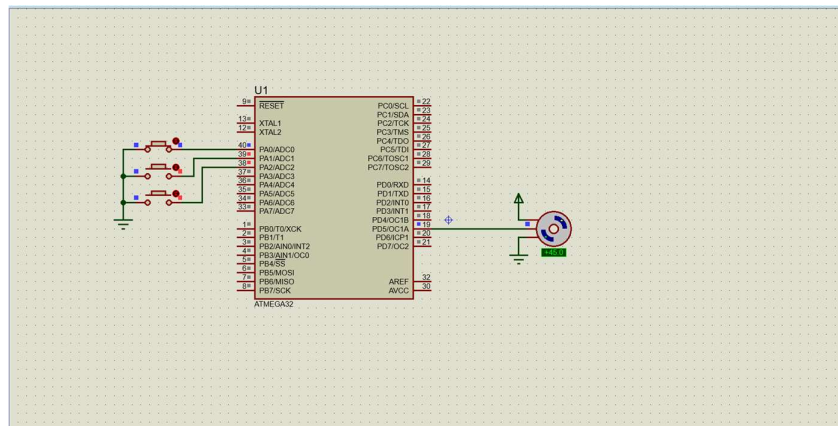 U1
9 RESET
13 XTAL1
12 XTAL2
40 PA0/ADC0
39 PA1/ADC1
38 PA2/ADC2
37 PA3/ADC3
36 PA4/ADC4
35 PA5/ADC5
34 PA6/ADC6
33 PA7/ADC7
1 PB0/T0/XCK
2 PB1/T1
3 PB2/AIN0/INT2
4 PB3/AIN1/OC0
5 PB4/SS
6 PB5/MOSI
7 PB6/MISO
8 PB7/SCK
PC0/SCL 22
PC1/SDA 23
PC2/TCK 24
PC3/TMS 25
PC4/TDO 26
PC5/TDI 27
PC6/TOSC1 28
PC7/TOSC2 29
PD0/RXD 14
PD1/TXD 15
PD2/INT0 16
PD3/INT1 17
PD4/OC1B 18
PD5/OC1A 19
PD6/ICP1 20
PD7/OC2 21
AREF 32
AVCC 30
ATMEGA32
+45.0